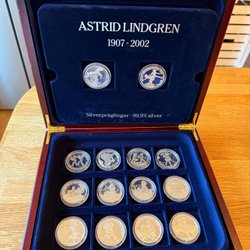 ASTRID LINDGREN
1907 - 2002
Silverpräglingar - 99,9% silver